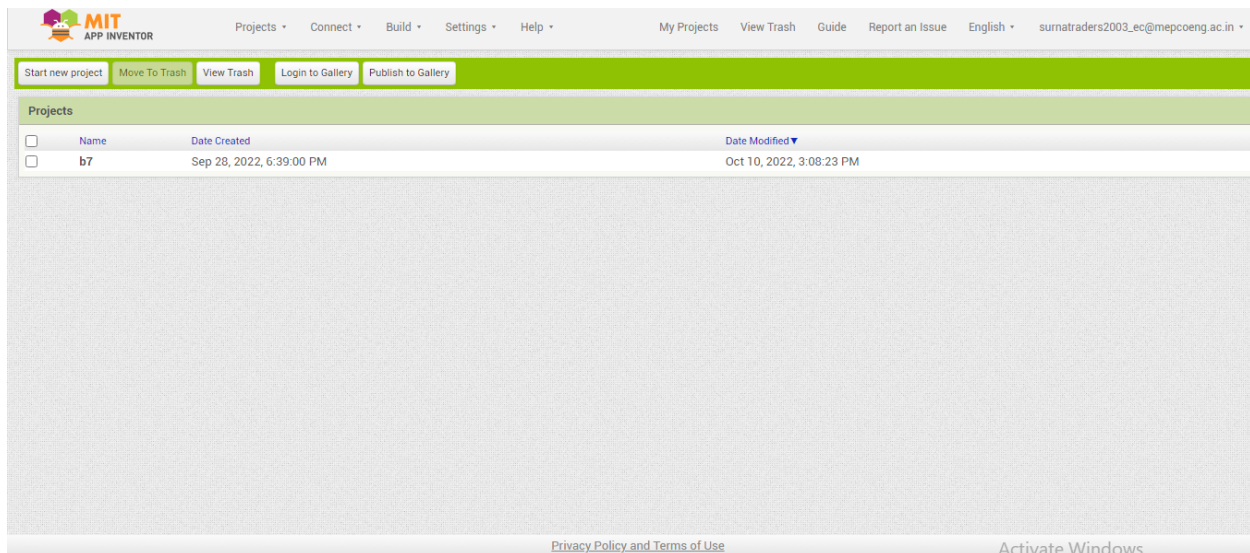 MIT
APP INVENTOR
Projects Connect Build Settings Help My Projects View Trash Guide Report an Issue English surnatraders2003_ec@mepcoeng.ac.in
Start new project Move To Trash View Trash Login to Gallery Publish to Gallery
Projects
Name Date Created Date Modified
b7 Sep 28, 2022, 6:39:00 PM Oct 10, 2022, 3:08:23 PM
Privacy Policy and Terms of Use
Activate Windows